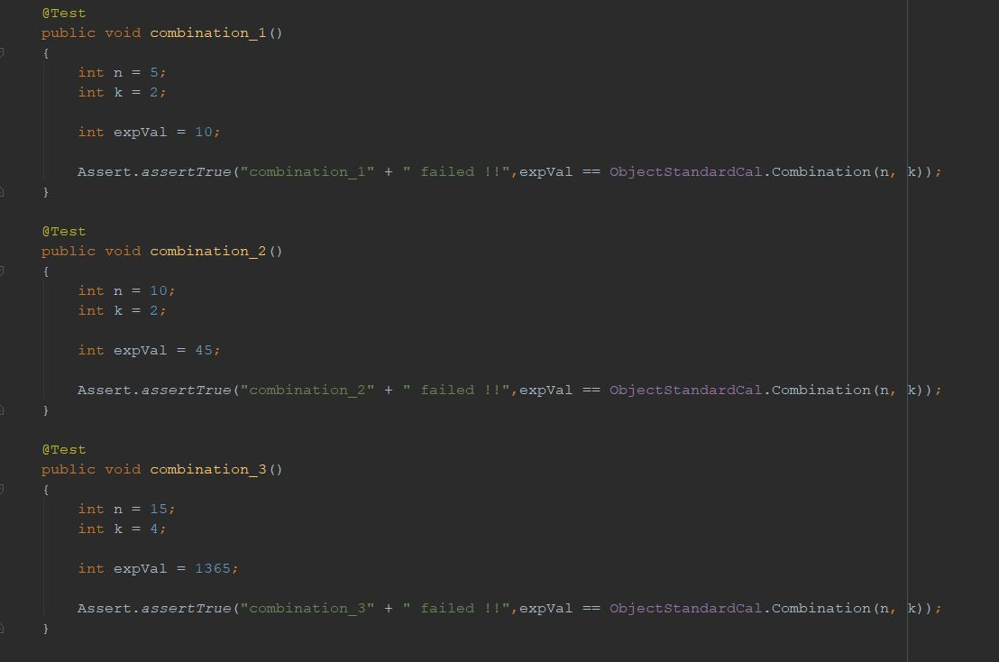 @Test
public void combination_1()
{
int n = 5;
int k = 2;
int expVal = 10;
Assert.assertTrue("combination_1" + " failed !!",expVal == ObjectStandardCal.Combination(n, k));
}
@Test
public void combination_2()
{
int n = 10;
int k = 2;
int expVal = 45;
Assert.assertTrue("combination_2" + " failed !!",expVal == ObjectStandardCal.Combination(n, k));
}
@Test
public void combination_3()
{
int n = 15;
int k = 4;
int expVal = 1365;
Assert.assertTrue("combination_3" + " failed !!",expVal == ObjectStandardCal.Combination(n, k));
}